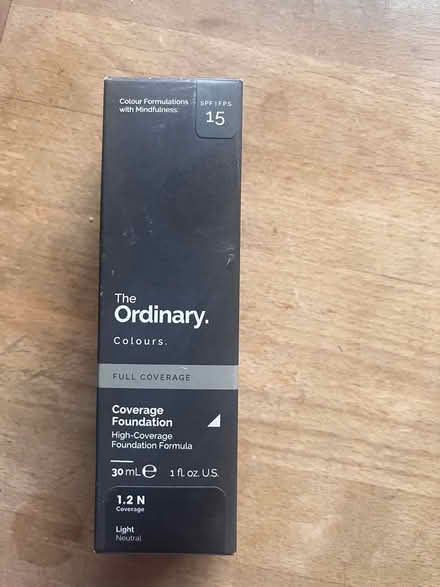 Colour Formulations
with Mindfulness.
SPF | FPS
15
The
Ordinary.
Colours.
FULL COVERAGE
Coverage
Foundation
High-Coverage
Foundation Formula
30 mL ℮ 1 fl. oz. U.S.
1.2 N
Coverage
Light
Neutral